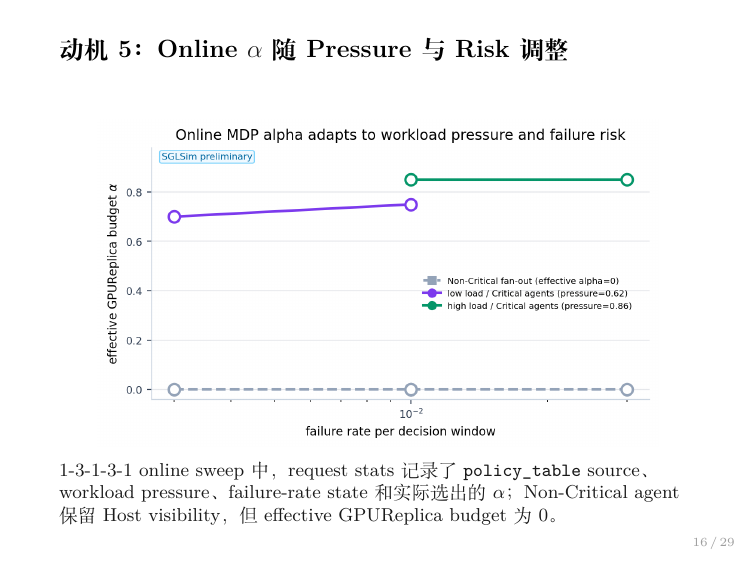 动机 5：Online α 随 Pressure 与 Risk 调整
Online MDP alpha adapts to workload pressure and failure risk
SGLSim preliminary
effective GPUReplica budget α
0.8
0.6
0.4
0.2
0.0
Non-Critical fan-out (effective alpha=0)
low load / Critical agents (pressure=0.62)
high load / Critical agents (pressure=0.86)
10⁻²
failure rate per decision window
1-3-1-3-1 online sweep 中，request stats 记录了 policy_table source、
workload pressure、failure-rate state 和实际选出的 α；Non-Critical agent
保留 Host visibility，但 effective GPUReplica budget 为 0。
16 / 29